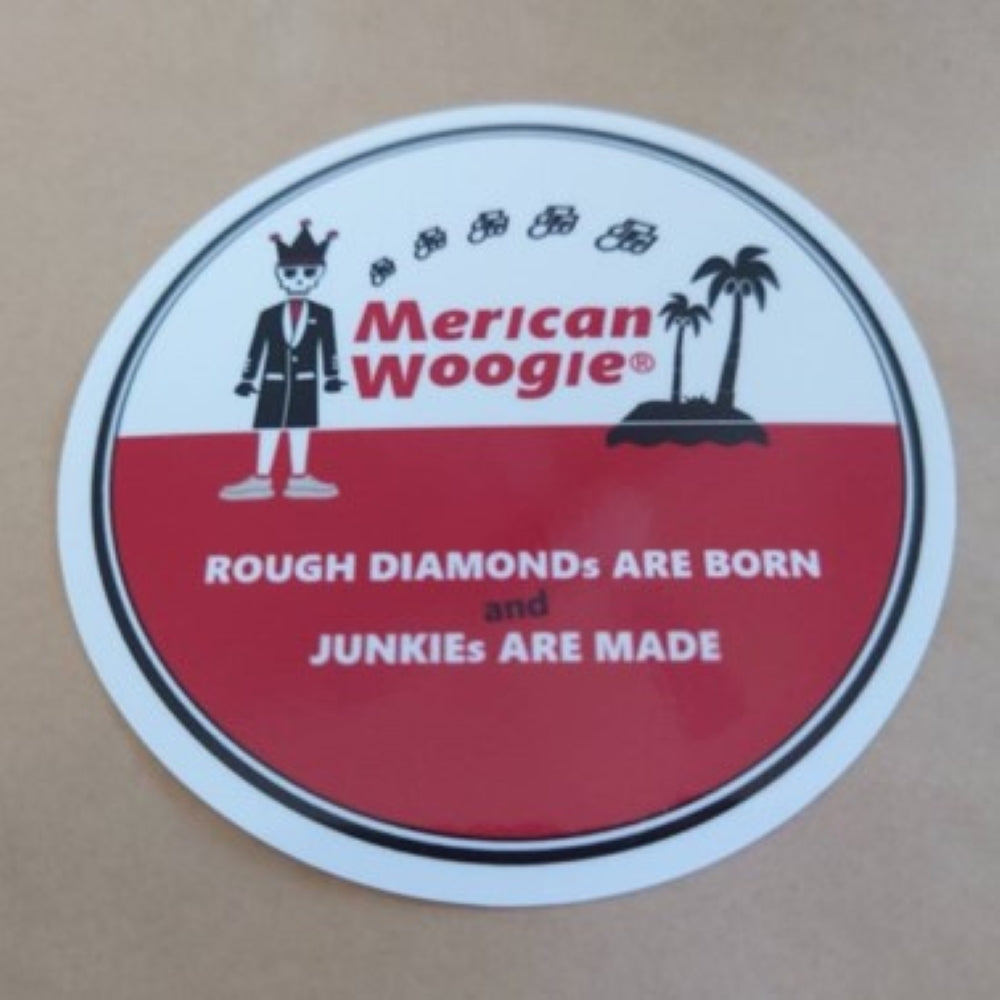 Merican
Woogie®
ROUGH DIAMONDs ARE BORN
and
JUNKIEs ARE MADE